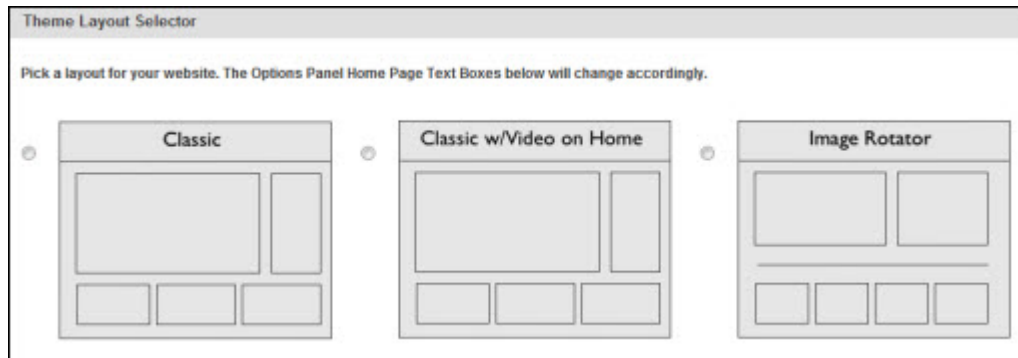 Theme Layout Selector
Pick a layout for your website. The Options Panel Home Page Text Boxes below will change accordingly.
Classic
Classic w/Video on Home
Image Rotator